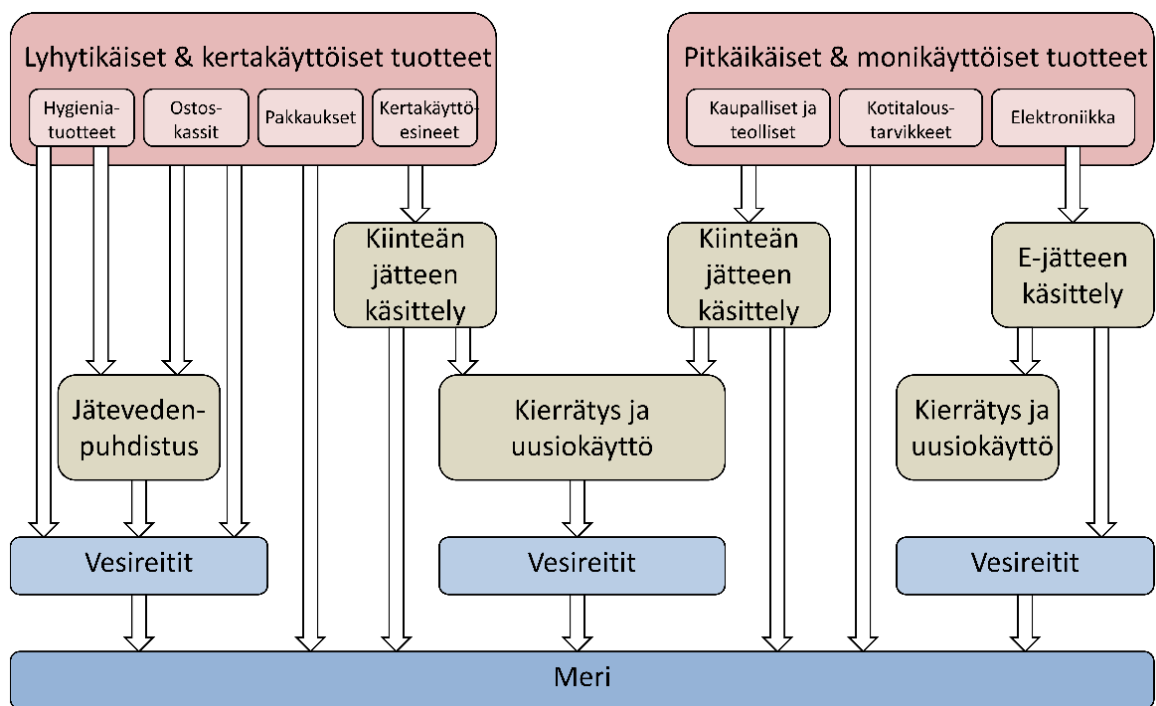 Lyhytikäiset & kertakäyttöiset tuotteet
Hygienia-
tuotteet
Ostos-
kassit
Pakkaukset
Kertakäyttö-
esineet
Pitkäikäiset & monikäyttöiset tuotteet
Kaupalliset ja
teolliset
Kotitalous-
tarvikkeet
Elektroniikka
Kiinteän
jätteen
käsittely
Kiinteän
jätteen
käsittely
E-jätteen
käsittely
Jäteveden-
puhdistus
Kierrätys ja
uusiokäyttö
Kierrätys ja
uusiokäyttö
Vesireitit
Vesireitit
Vesireitit
Meri